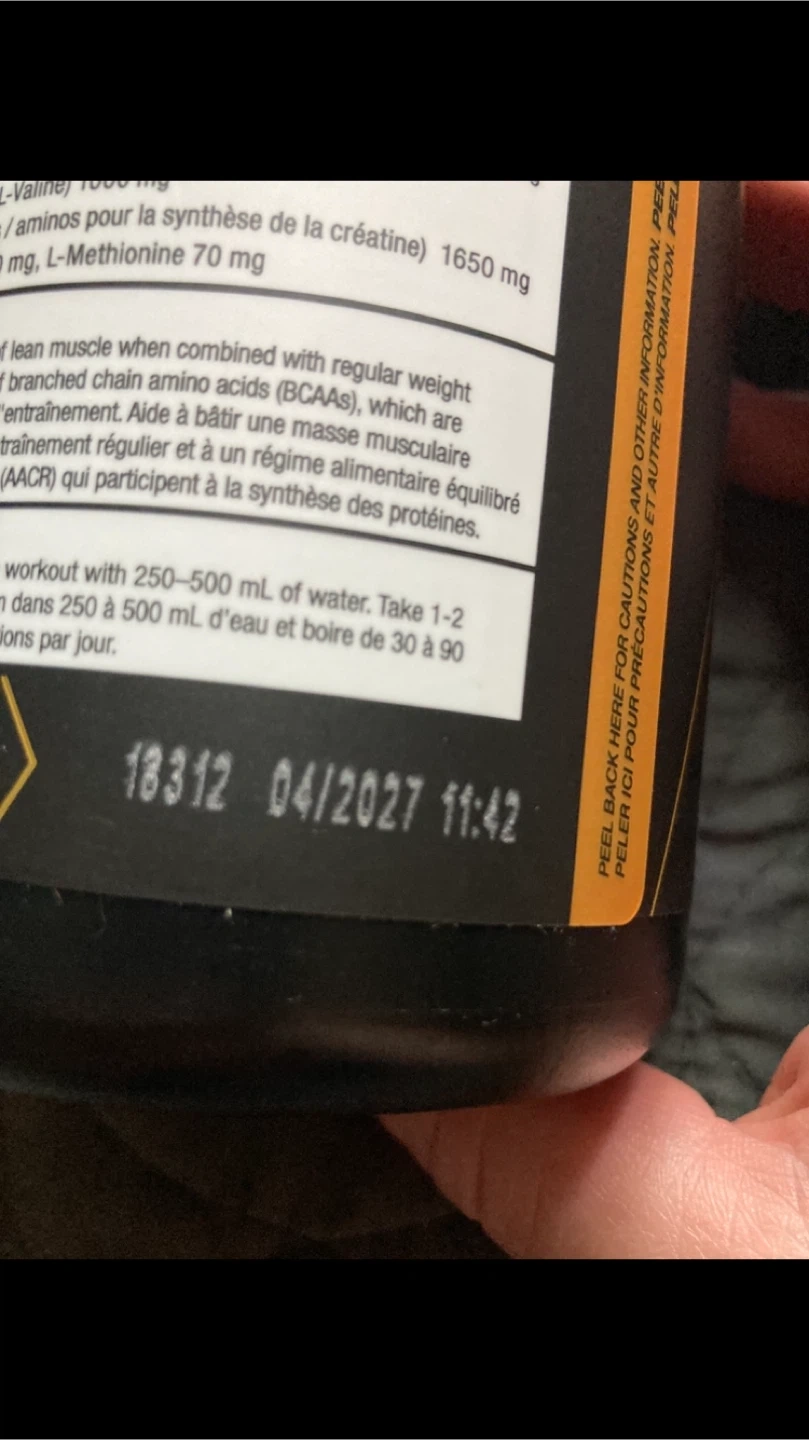 L-Valine) 1000 mg
/ aminos pour la synthèse de la créatine) 1650 mg
mg, L-Methionine 70 mg
f lean muscle when combined with regular weight
f branched chain amino acids (BCAAs), which are
'entraînement. Aide à bâtir une masse musculaire
traînement régulier et à un régime alimentaire équilibré
(AACR) qui participent à la synthèse des protéines.
workout with 250–500 mL of water. Take 1-2
dans 250 à 500 mL d'eau et boire de 30 à 90
ions par jour.
18312 04/2027 11:42
PEEL BACK HERE FOR CAUTIONS AND OTHER INFORMATION. PEE
PELER ICI POUR PRÉCAUTIONS ET AUTRE D'INFORMATION. PEL